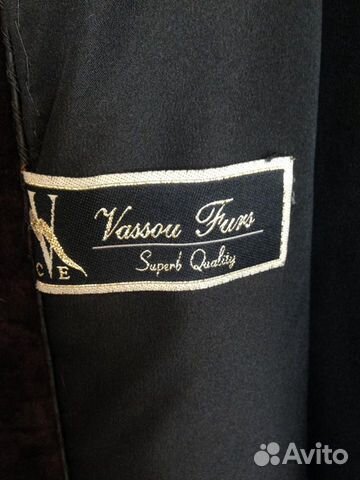 Vassou Furs
Superb Quality
V
C E
Avito